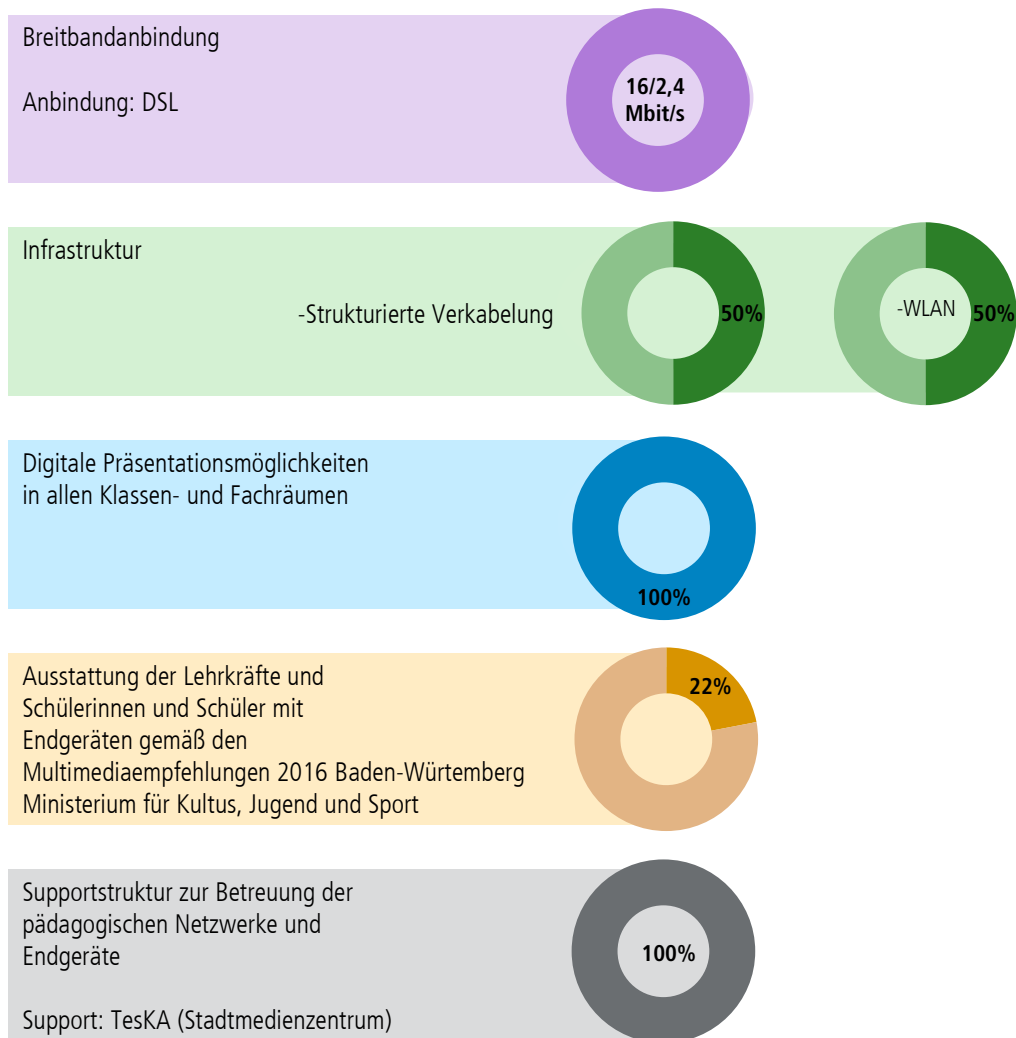 Breitbandanbindung
Anbindung: DSL
16/2,4
Mbit/s
Infrastruktur
-Strukturierte Verkabelung
50%
-WLAN
50%
Digitale Präsentationsmöglichkeiten
in allen Klassen- und Fachräumen
100%
Ausstattung der Lehrkräfte und
Schülerinnen und Schüler mit
Endgeräten gemäß den
Multimediaempfehlungen 2016 Baden-Würtemberg
Ministerium für Kultus, Jugend und Sport
22%
Supportstruktur zur Betreuung der
pädagogischen Netzwerke und
Endgeräte
Support: TesKA (Stadtmedienzentrum)
100%